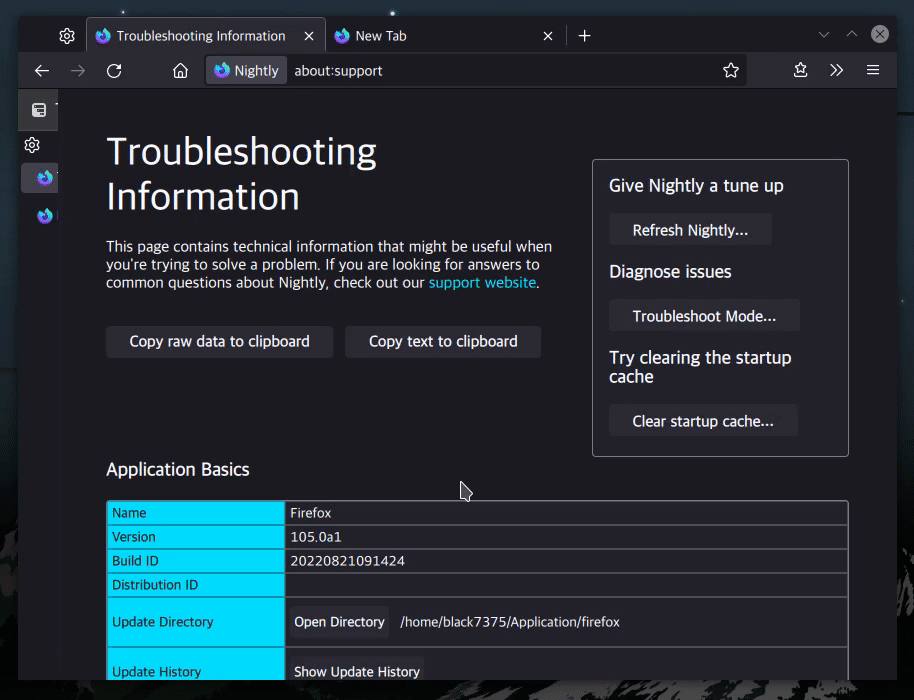 Troubleshooting Information
New Tab
Nightly
about:support
Troubleshooting
Information
This page contains technical information that might be useful when
you're trying to solve a problem. If you are looking for answers to
common questions about Nightly, check out our support website.
Copy raw data to clipboard
Copy text to clipboard
Give Nightly a tune up
Refresh Nightly...
Diagnose issues
Troubleshoot Mode...
Try clearing the startup
cache
Clear startup cache...
Application Basics
Name Firefox
Version 105.0a1
Build ID 20220821091424
Distribution ID
Update Directory Open Directory /home/black7375/Application/firefox
Update History Show Update History